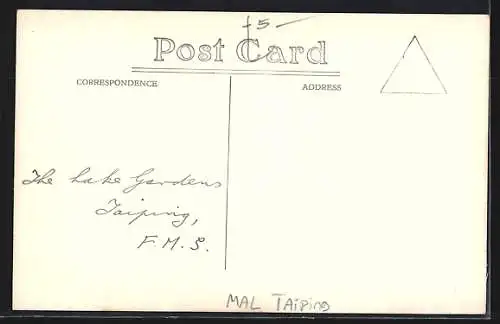 £5 —
Post Card
CORRESPONDENCE
ADDRESS
The Lake Gardens
Taiping,
F. M. S.
MAL TAiPing